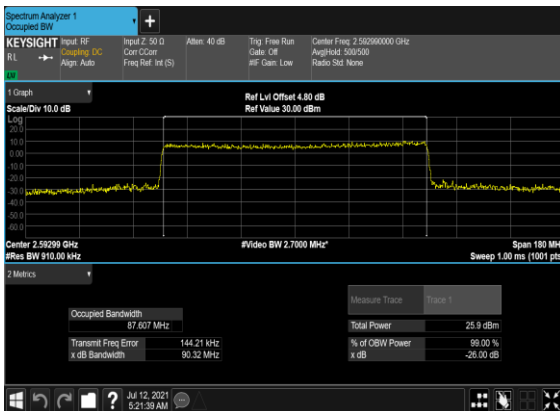 Spectrum Analyzer 1
Occupied BW
KEYSIGHT
RL
LV
Input: RF
Coupling: DC
Align: Auto
Input Z: 50 Ω
Corr CCorr
Freq Ref: Int (S)
Atten: 40 dB
Trig: Free Run
Gate: Off
#IF Gain: Low
Center Freq: 2.592990000 GHz
Avg|Hold: 500/500
Radio Std: None
1 Graph
Scale/Div 10.0 dB
Ref Lvl Offset 4.80 dB
Ref Value 30.00 dBm
Log
20.0
10.0
0.00
-10.0
-20.0
-30.0
-40.0
-50.0
-60.0
Center 2.59299 GHz
#Res BW 910.00 kHz
#Video BW 2.7000 MHz*
Span 180 MH
Sweep 1.00 ms (1001 pts
2 Metrics
Measure Trace
Trace 1
Occupied Bandwidth
87.607 MHz
Total Power
25.9 dBm
Transmit Freq Error
144.21 kHz
% of OBW Power
99.00 %
x dB Bandwidth
90.32 MHz
x dB
-26.00 dB
Jul 12, 2021
5:21:39 AM